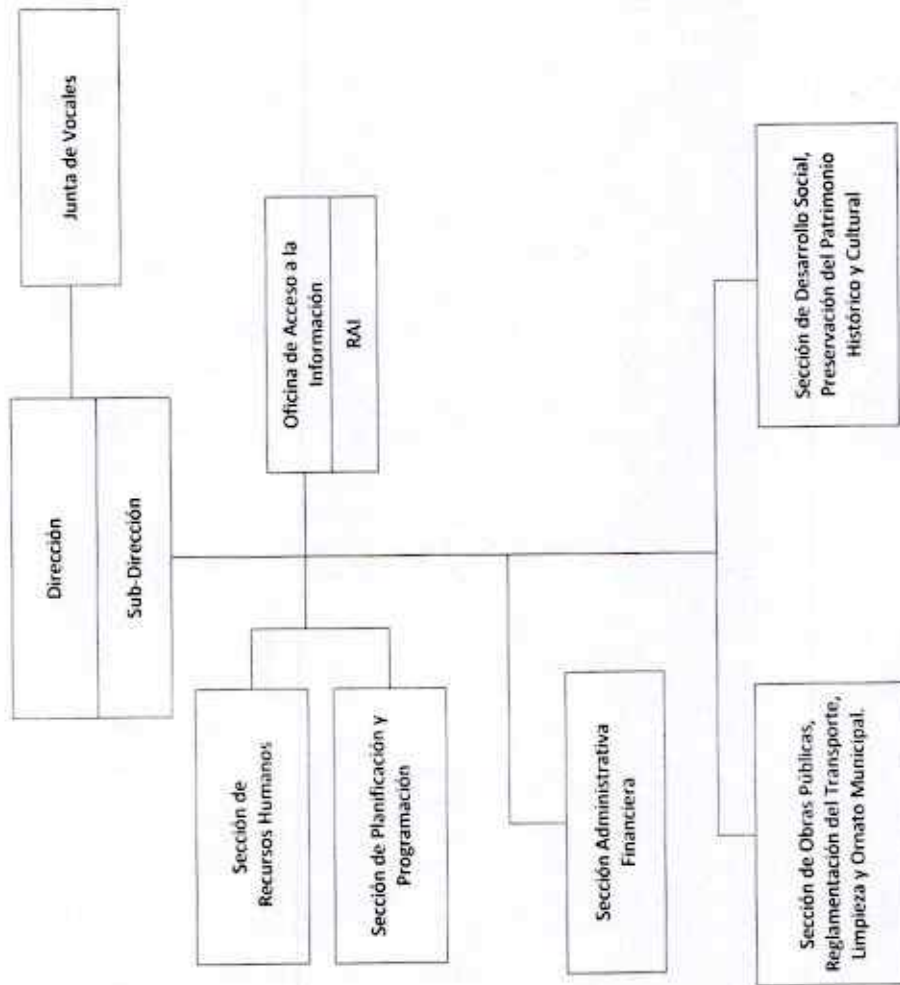 Junta de Vocales
Dirección
Sub-Dirección
Oficina de Acceso a la
Información
RAI
Sección de
Recursos Humanos
Sección de Planificación y
Programación
Sección Administrativa
Financiera
Sección de Obras Públicas,
Reglamentación del Transporte,
Limpieza y Ornato Municipal.
Sección de Desarrollo Social,
Preservación del Patrimonio
Histórico y Cultural